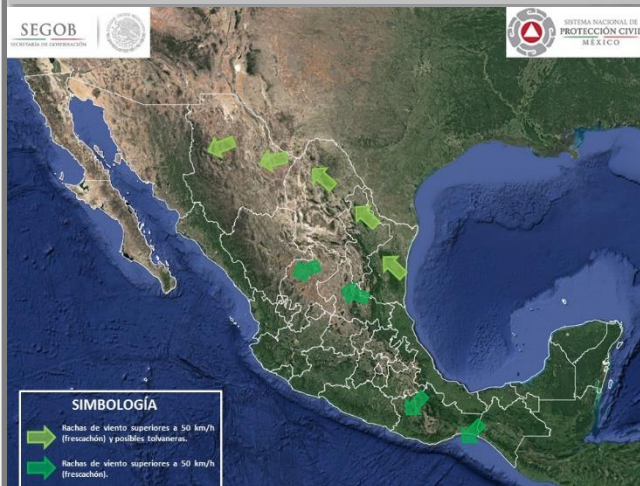 SEGOB
SECRETARÍA DE GOBERNACIÓN
SISTEMA NACIONAL DE
PROTECCIÓN CIVIL
MÉXICO
SIMBOLOGÍA
Rachas de viento superiores a 50 km/h
(frescachón) y posibles tolvaneras.
Rachas de viento superiores a 50 km/h
(frescachón).